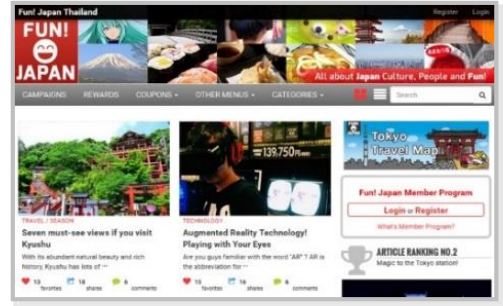 Fun! Japan Thailand
Register Login
FUN!
JAPAN
All about Japan Culture, People and Fun!
CAMPAIGNS REWARDS COUPONS OTHER MENUS CATEGORIES Search
139,750
Tokyo
Travel Map
Fun! Japan Member Program
Login or Register
What's Member Program?
TRAVEL / SEASON
Seven must-see views if you visit
Kyushu
With its abundant natural beauty and rich
history, Kyushu has lots of ···
13 favorites 16 shares 6 comments
TECHNOLOGY
Augmented Reality Technology!
Playing with Your Eyes
Are you guys familiar with the word "AR" ? AR is
the abbreviation for ···
13 favorites 16 shares 6 comments
ARTICLE RANKING NO.2
Magic to the Tokyo station!